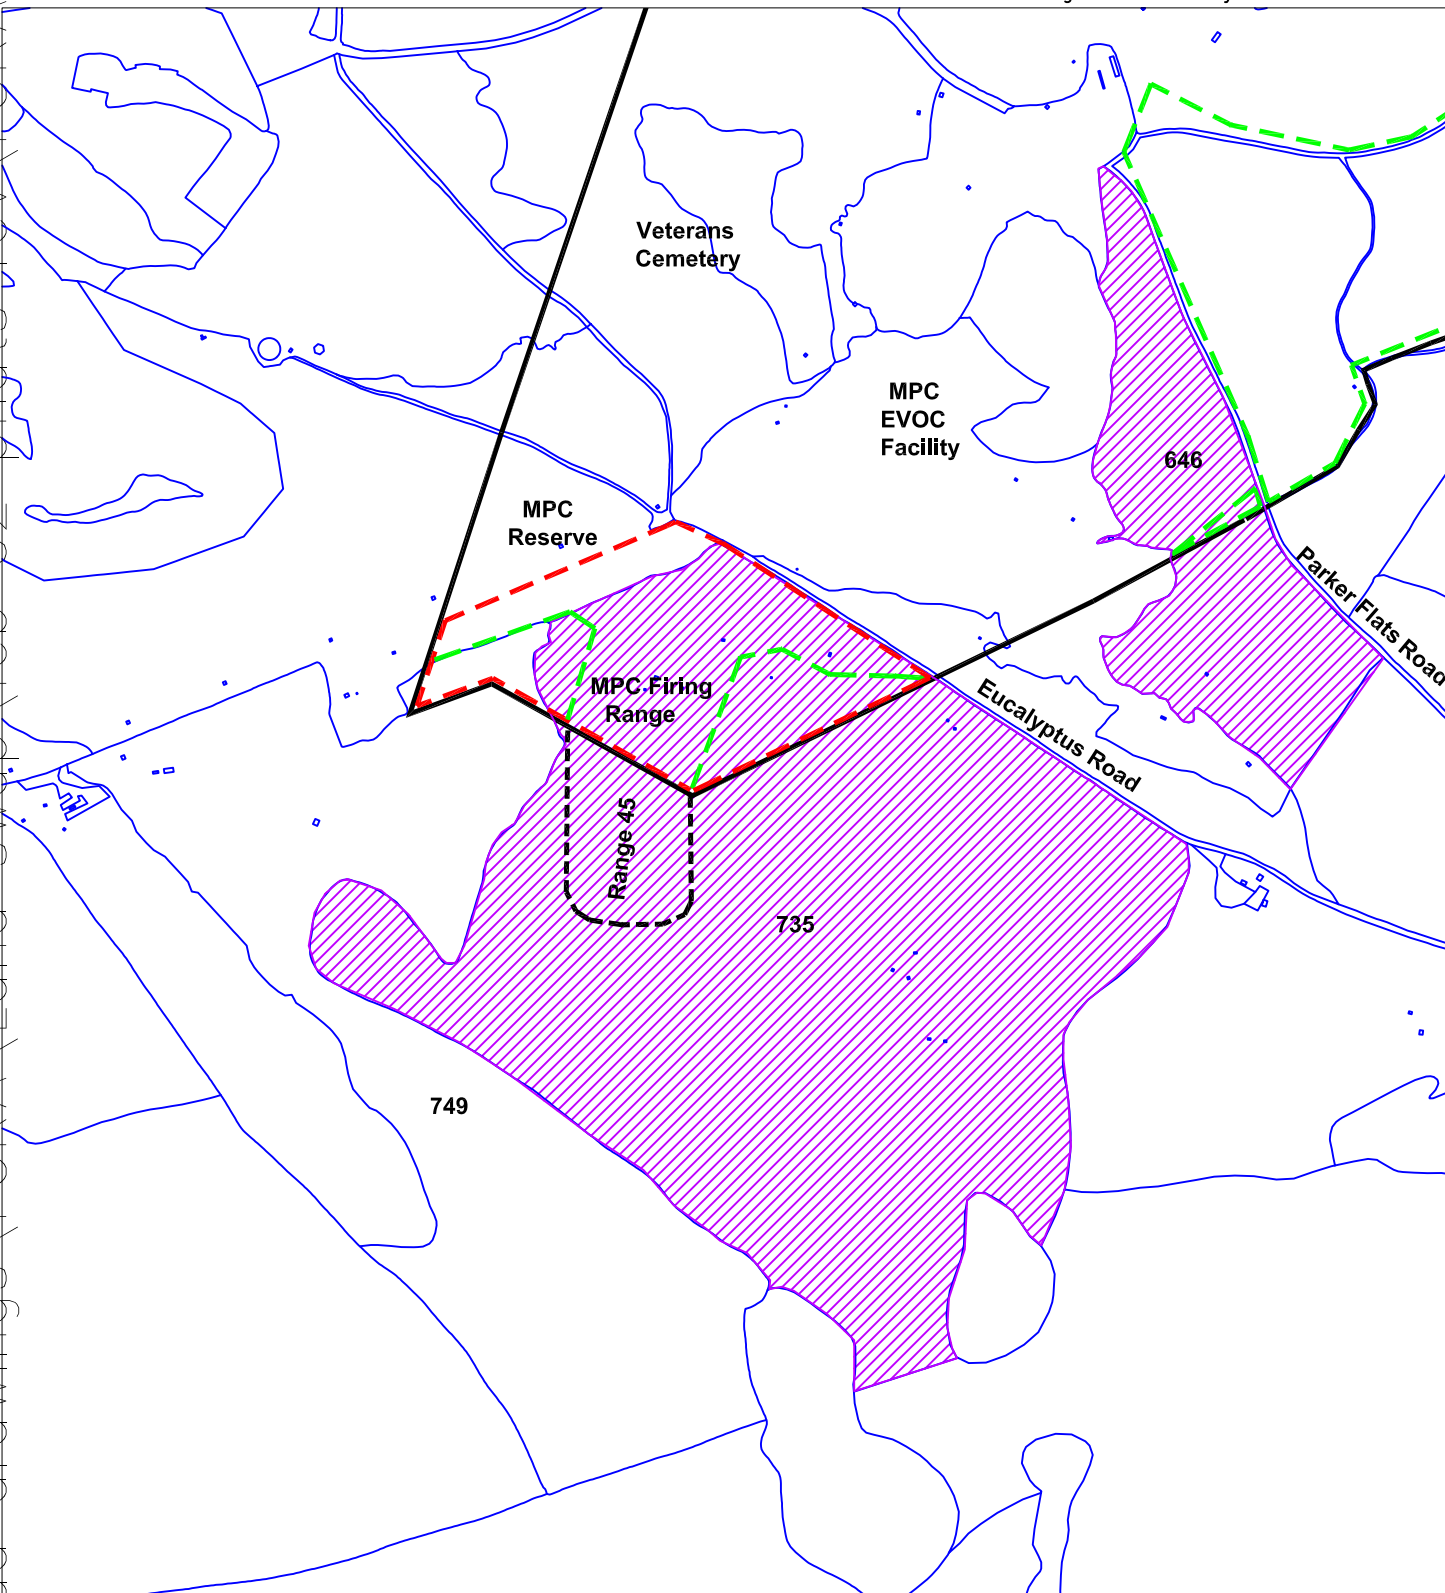 Veterans
Cemetery
MPC
EVOC
Facility
646
MPC
Reserve
Parker Flats Road
MPC Firing
Range
Eucalyptus Road
Range 45
735
749